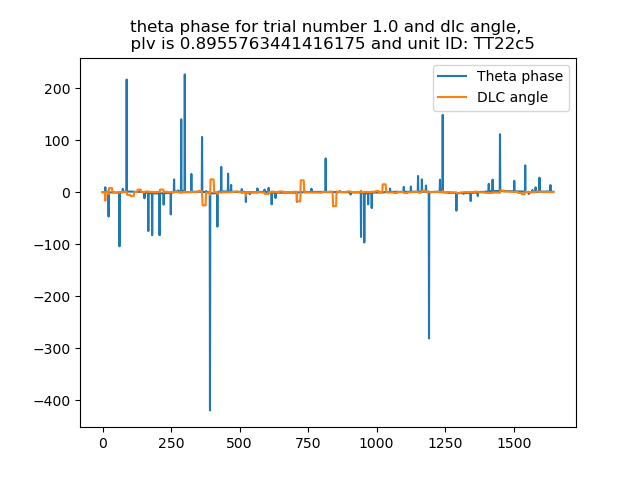 theta phase for trial number 1.0 and dlc angle,
plv is 0.8955763441416175 and unit ID: TT22c5
Theta phase
DLC angle
200
100
0
−100
−200
−300
−400
0 250 500 750 1000 1250 1500